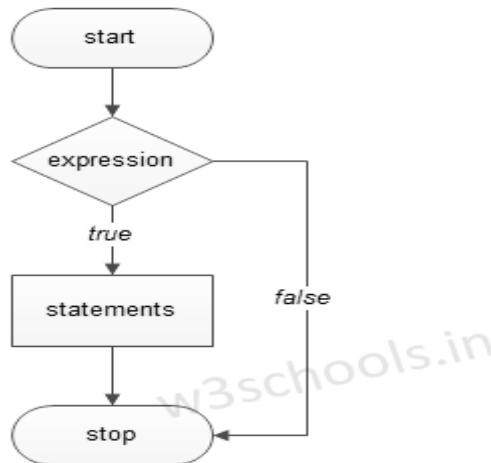 start
expression
true
false
statements
w3schools.in
stop